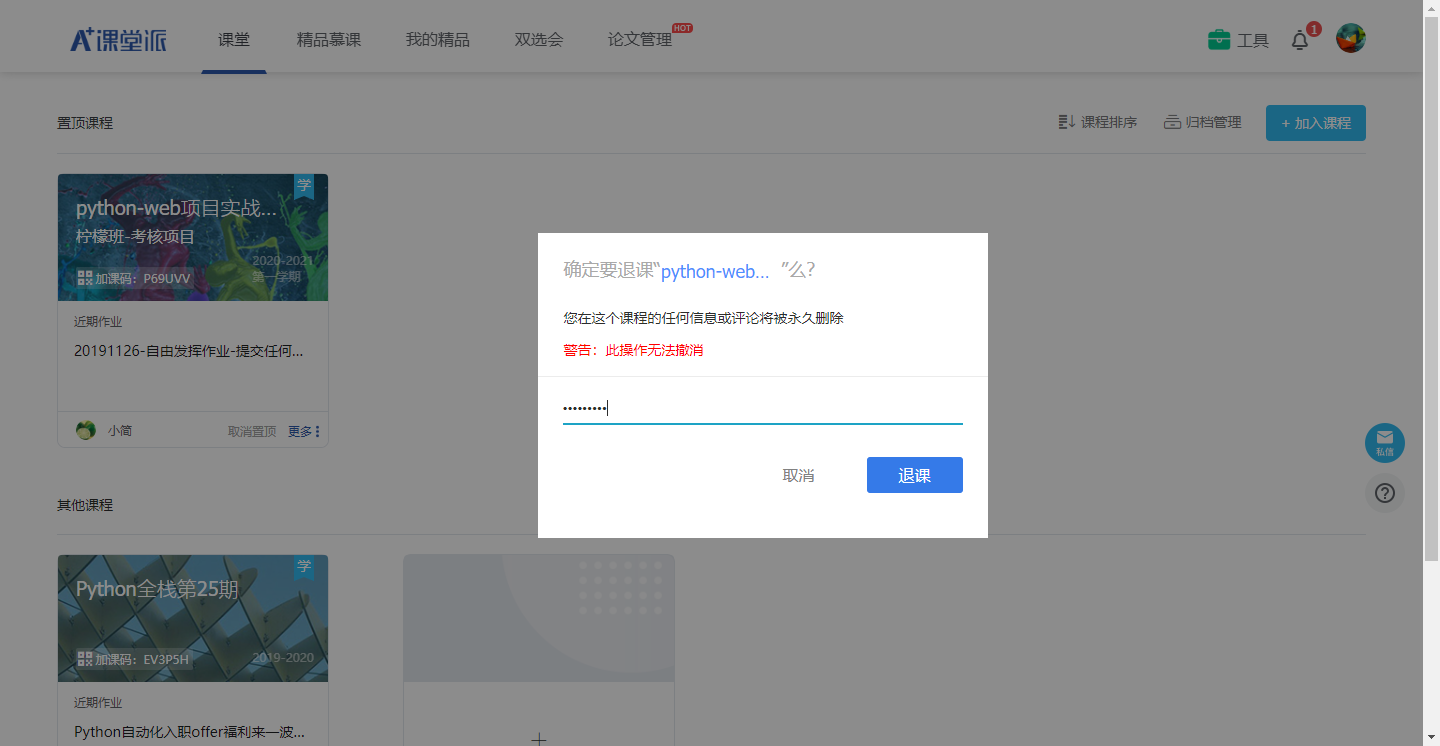 A+课堂派
课堂
精品慕课
我的精品
双选会
论文管理
HOT
工具
1
置顶课程
课程排序
归档管理
+ 加入课程
学
python-web项目实战...
柠檬班-考核项目
2020-2021
第一学期
加课码：P69UVV
近期作业
20191126-自由发挥作业-提交任何...
小简
取消置顶
更多
确定要退课“python-web... ”么?
您在这个课程的任何信息或评论将被永久删除
警告：此操作无法撤消
•••••••••
取消
退课
私信
其他课程
学
Python全栈第25期
加课码：EV3P5H
2019-2020
近期作业
Python自动化入职offer福利来—波...